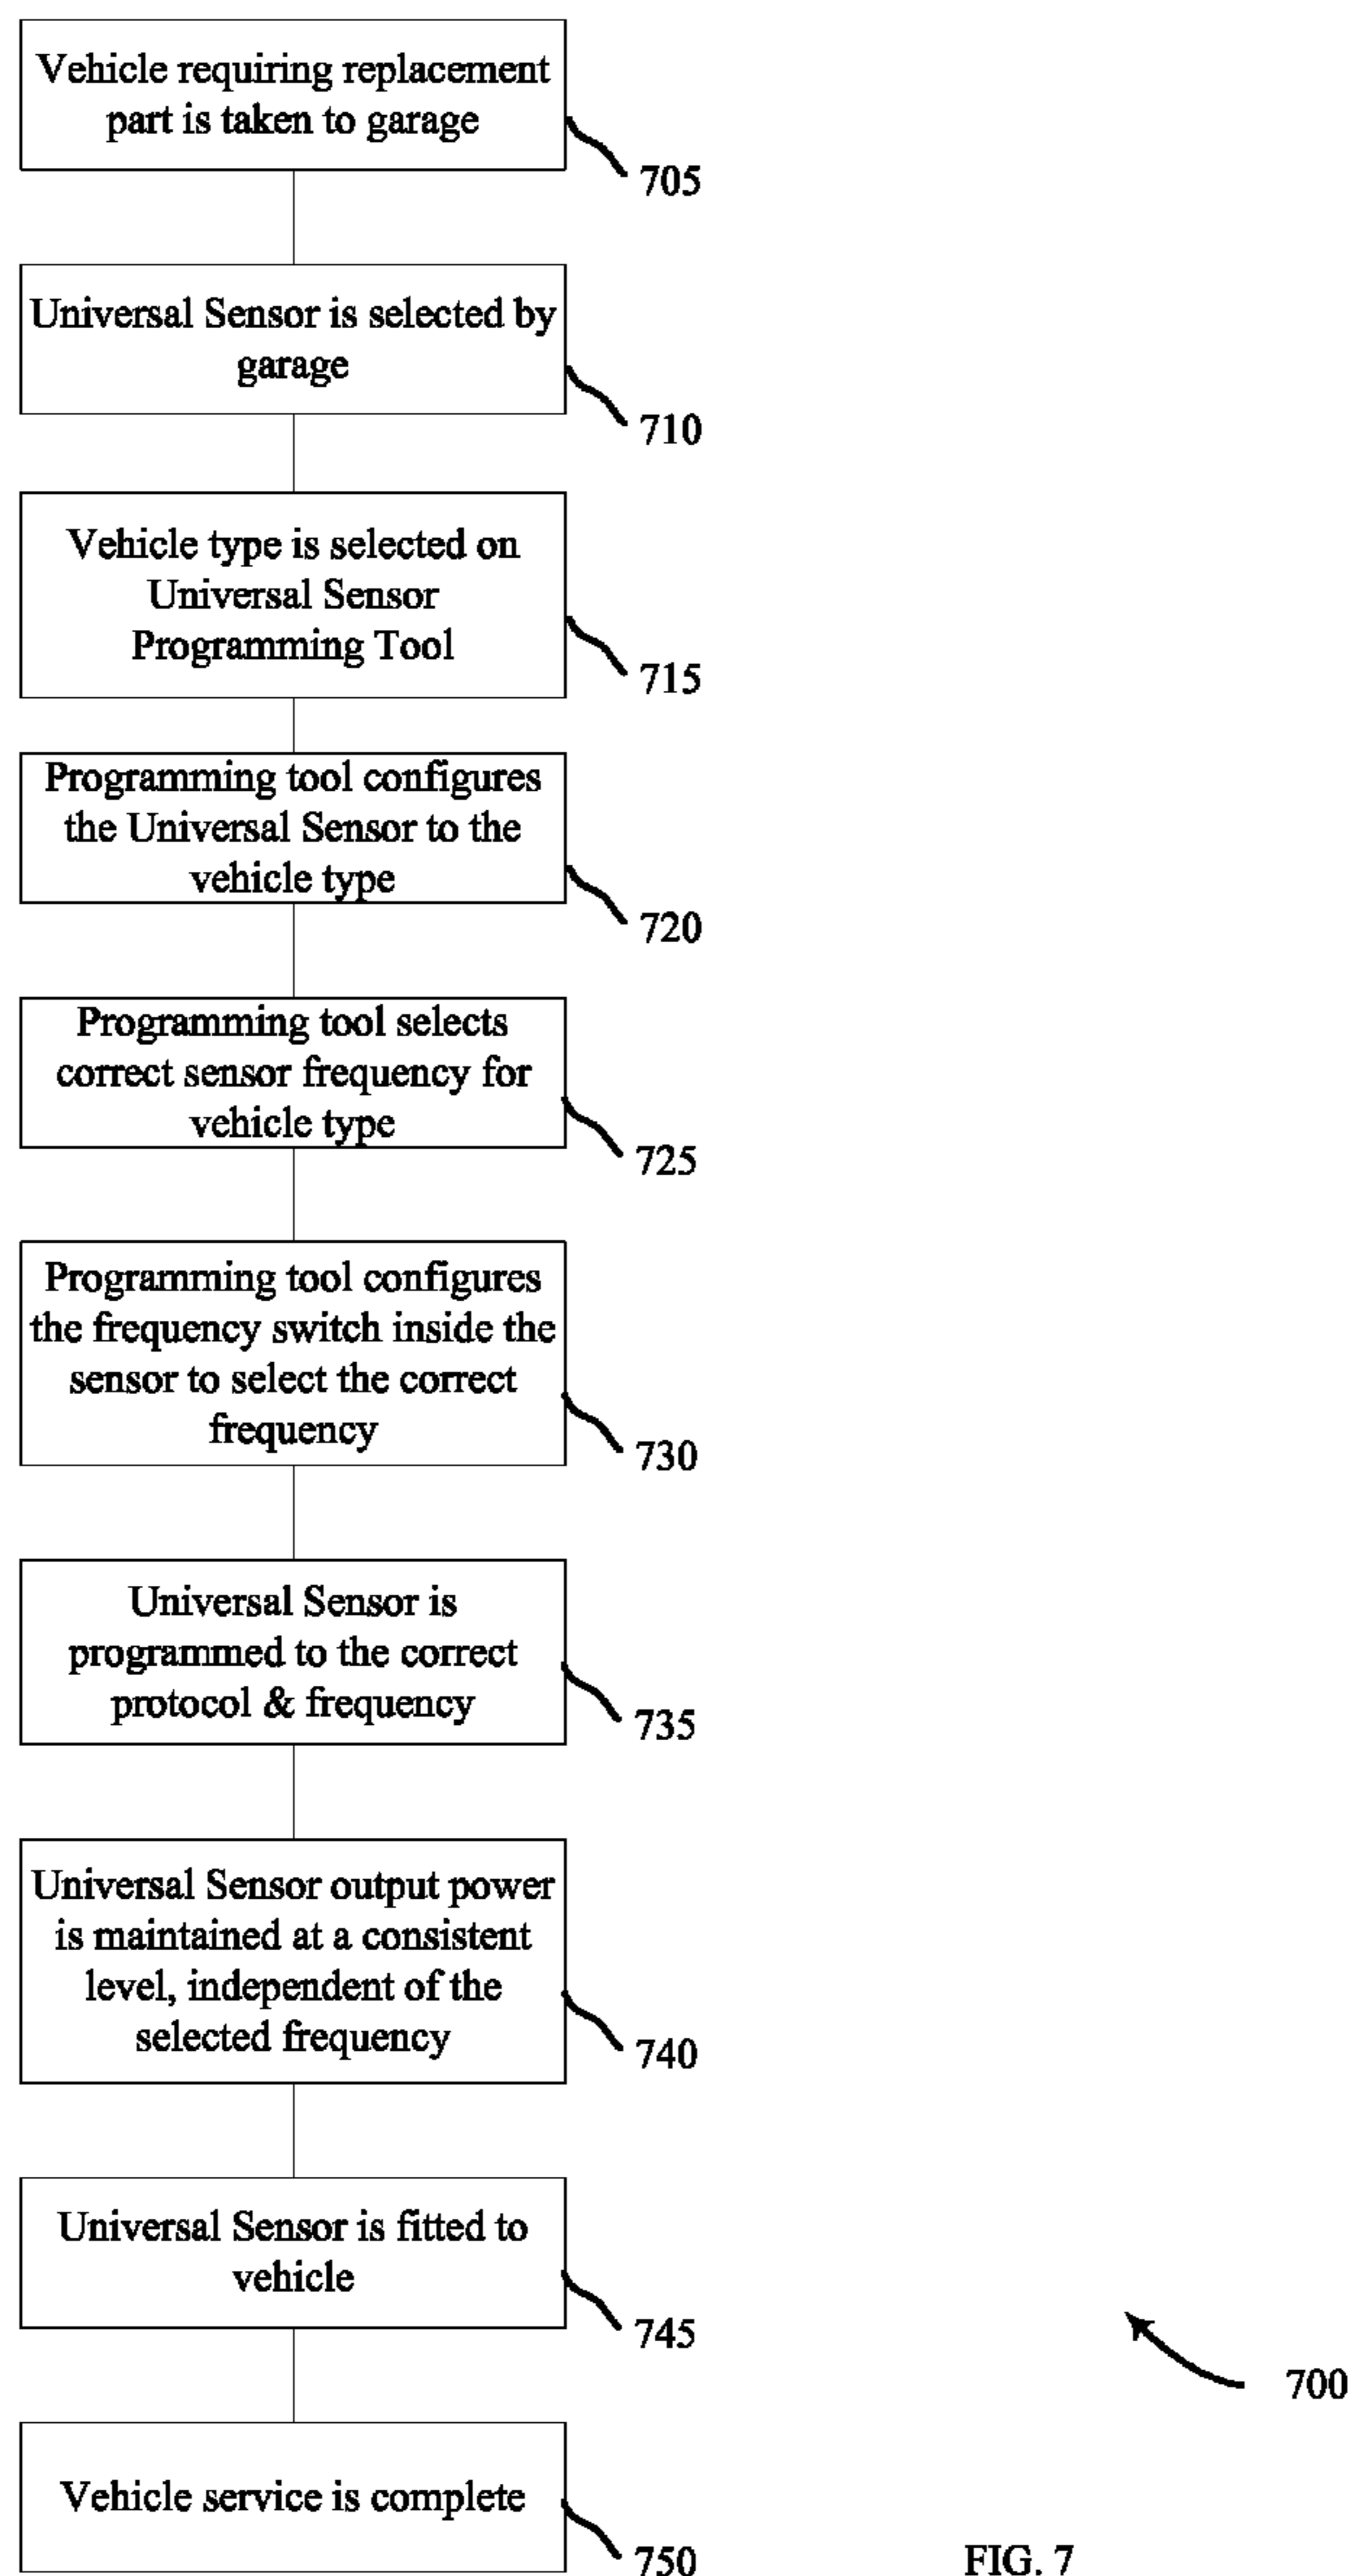 Vehicle requiring replacement
part is taken to garage
705
Universal Sensor is selected by
garage
710
Vehicle type is selected on
Universal Sensor
Programming Tool
715
Programming tool configures
the Universal Sensor to the
vehicle type
720
Programming tool selects
correct sensor frequency for
vehicle type
725
Programming tool configures
the frequency switch inside the
sensor to select the correct
frequency
730
Universal Sensor is
programmed to the correct
protocol & frequency
735
Universal Sensor output power
is maintained at a consistent
level, independent of the
selected frequency
740
Universal Sensor is fitted to
vehicle
745
700
Vehicle service is complete
750
FIG. 7